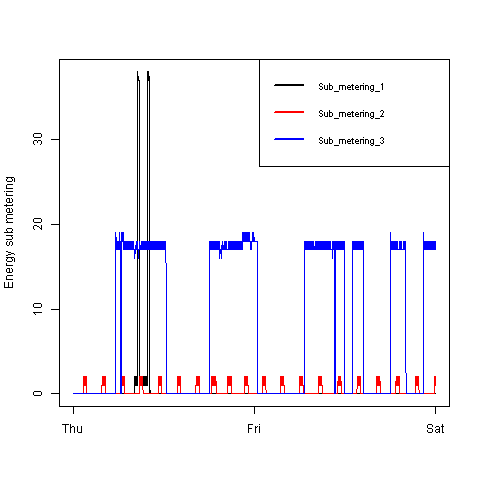 Sub_metering_1
Sub_metering_2
Sub_metering_3
Energy sub metering
30
20
10
0
Thu Fri Sat